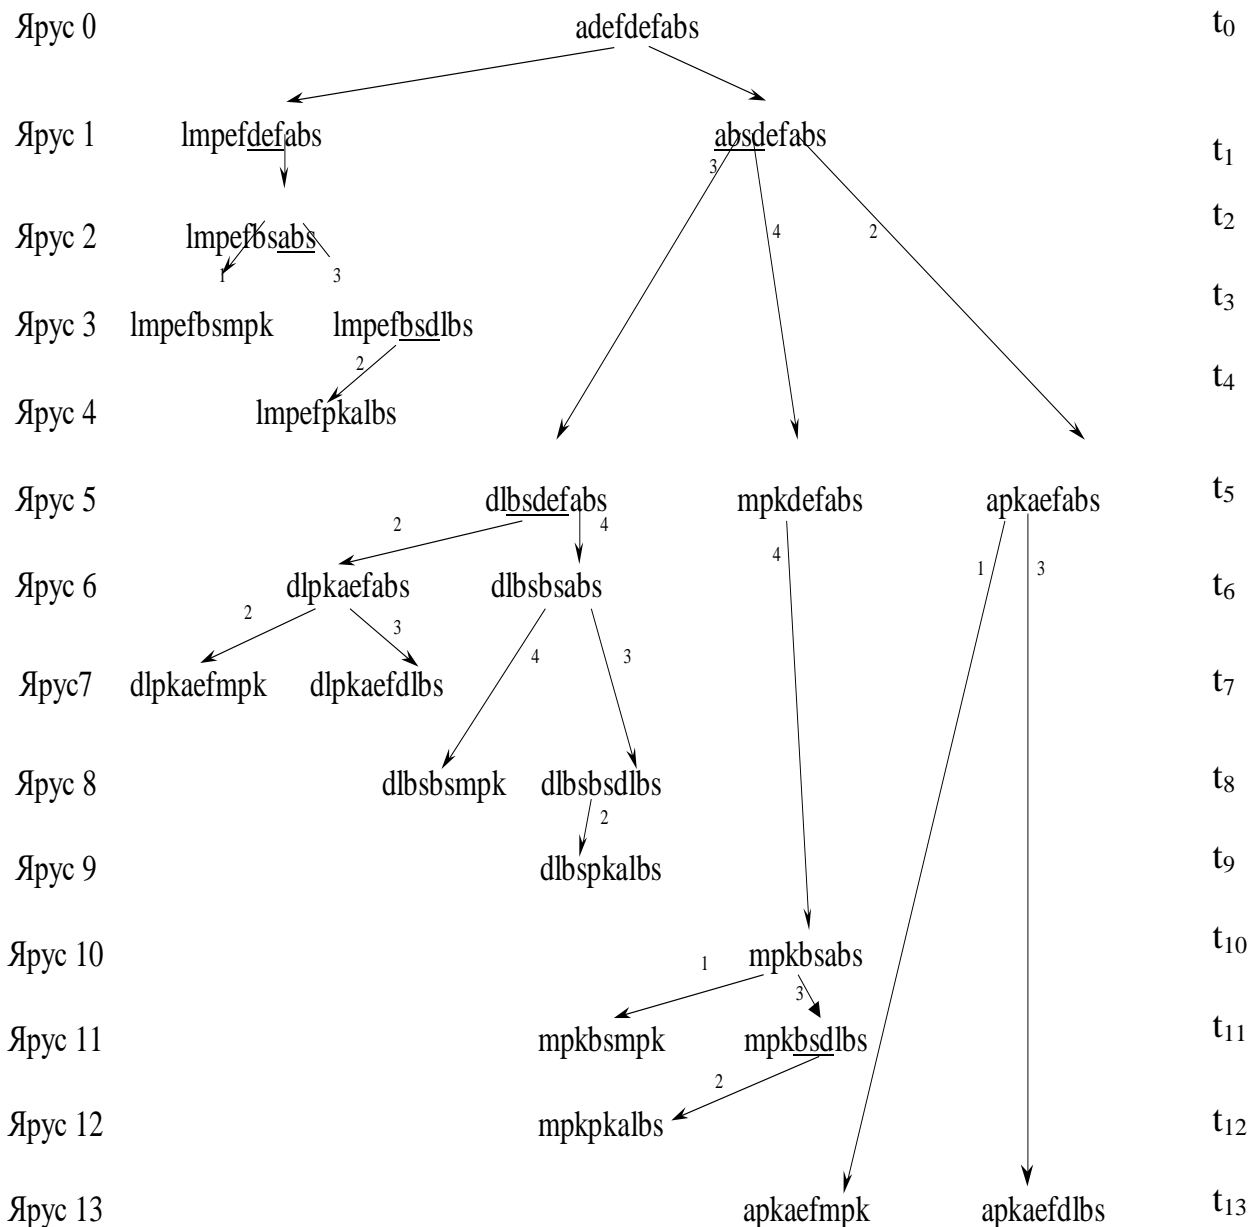 Ярус 0 adefdefabs t0
Ярус 1 lmpefdefabs absdefabs t1
3
Ярус 2 lmpefbsabs 4 2 t2
1 3
Ярус 3 lmpefbsmpk lmpefbsdlbs t3
2
Ярус 4 lmpefpkalbs t4
Ярус 5 dlbsdefabs mpkdefabs apkaefabs t5
2 4
4 1 3
Ярус 6 dlpkaefabs dlbsbsabs t6
2 3
4 3
Ярус7 dlpkaefmpk dlpkaefdlbs t7
Ярус 8 dlbsbsmpk dlbsbsdlbs t8
2
Ярус 9 dlbspkalbs t9
Ярус 10 mpkbsabs t10
1 3
Ярус 11 mpkbsmpk mpkbsdlbs t11
2
Ярус 12 mpkpkalbs t12
Ярус 13 apkaefmpk apkaefdlbs t13